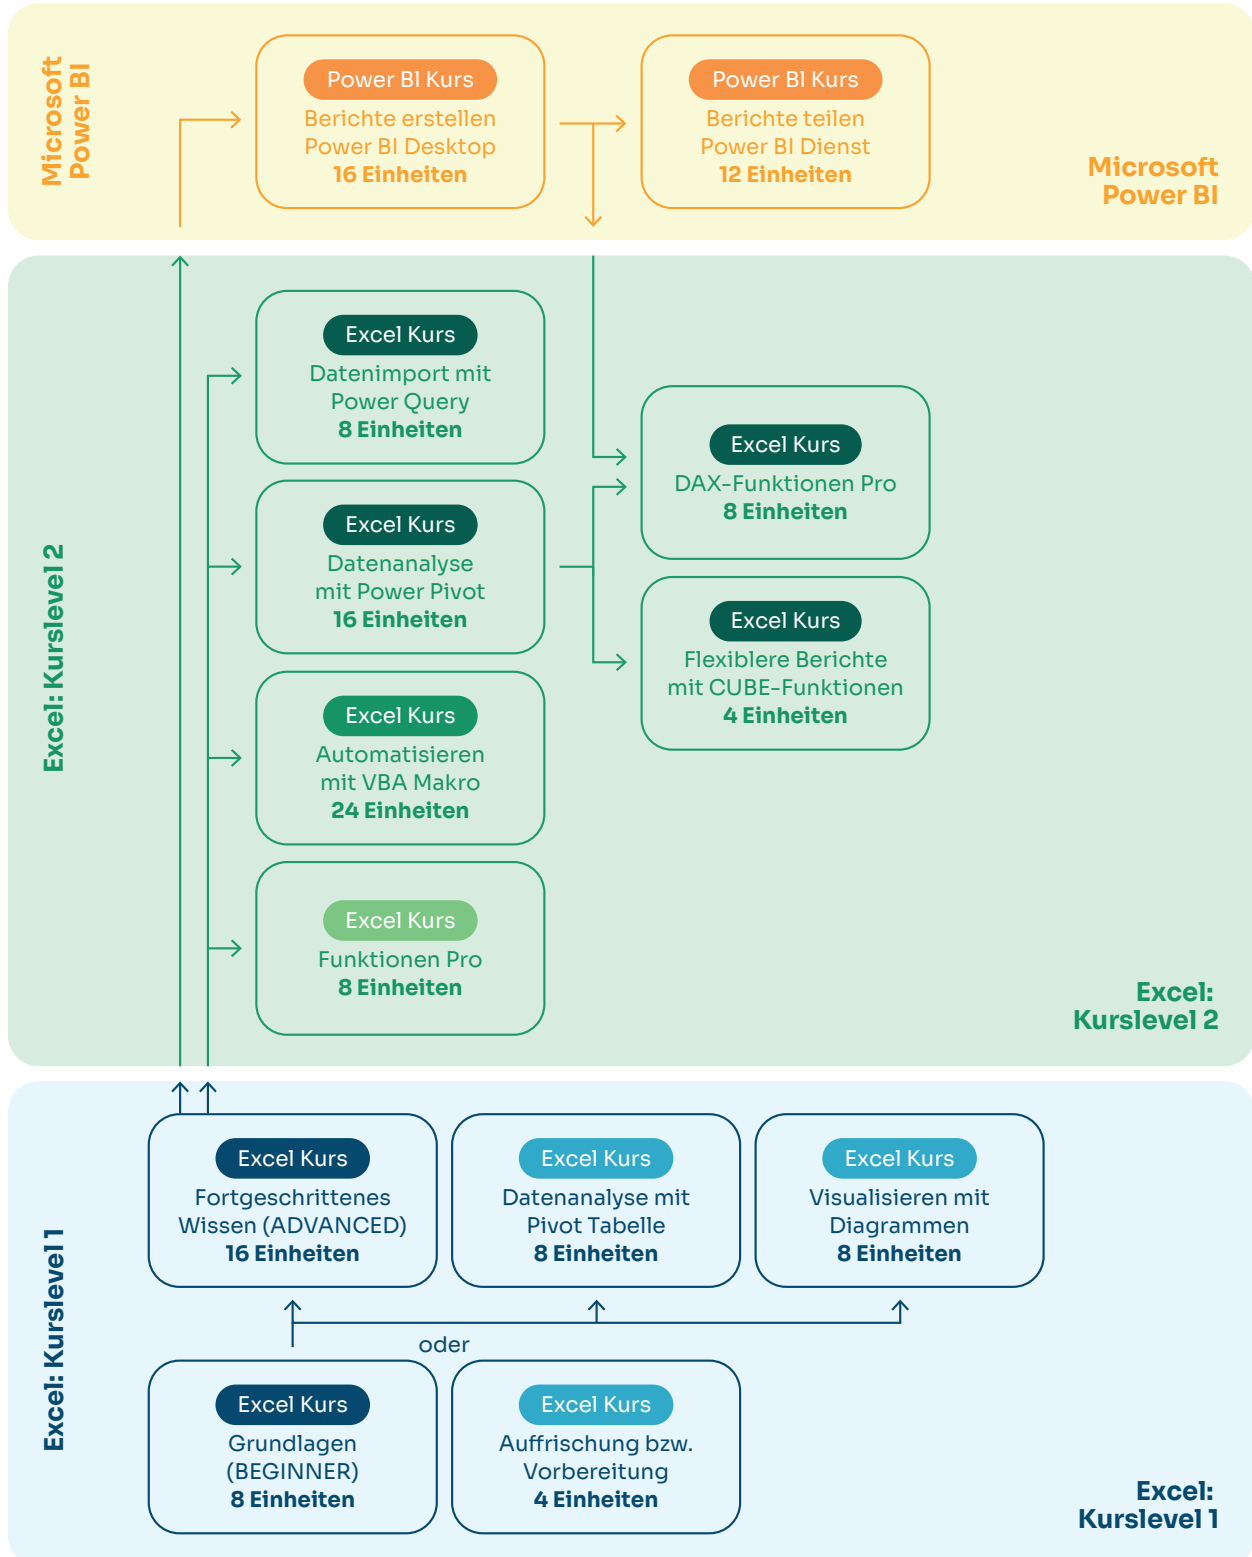 Microsoft
Power BI
Power BI Kurs
Berichte erstellen
Power BI Desktop
16 Einheiten
Power BI Kurs
Berichte teilen
Power BI Dienst
12 Einheiten
Microsoft
Power BI
Excel: Kurslevel 2
Excel Kurs
Datenimport mit
Power Query
8 Einheiten
Excel Kurs
Datenanalyse
mit Power Pivot
16 Einheiten
Excel Kurs
Automatisieren
mit VBA Makro
24 Einheiten
Excel Kurs
Funktionen Pro
8 Einheiten
Excel Kurs
DAX-Funktionen Pro
8 Einheiten
Excel Kurs
Flexiblere Berichte
mit CUBE-Funktionen
4 Einheiten
Excel:
Kurslevel 2
Excel: Kurslevel 1
Excel Kurs
Fortgeschrittenes
Wissen (ADVANCED)
16 Einheiten
Excel Kurs
Datenanalyse mit
Pivot Tabelle
8 Einheiten
Excel Kurs
Visualisieren mit
Diagrammen
8 Einheiten
oder
Excel Kurs
Grundlagen
(BEGINNER)
8 Einheiten
Excel Kurs
Auffrischung bzw.
Vorbereitung
4 Einheiten
Excel:
Kurslevel 1